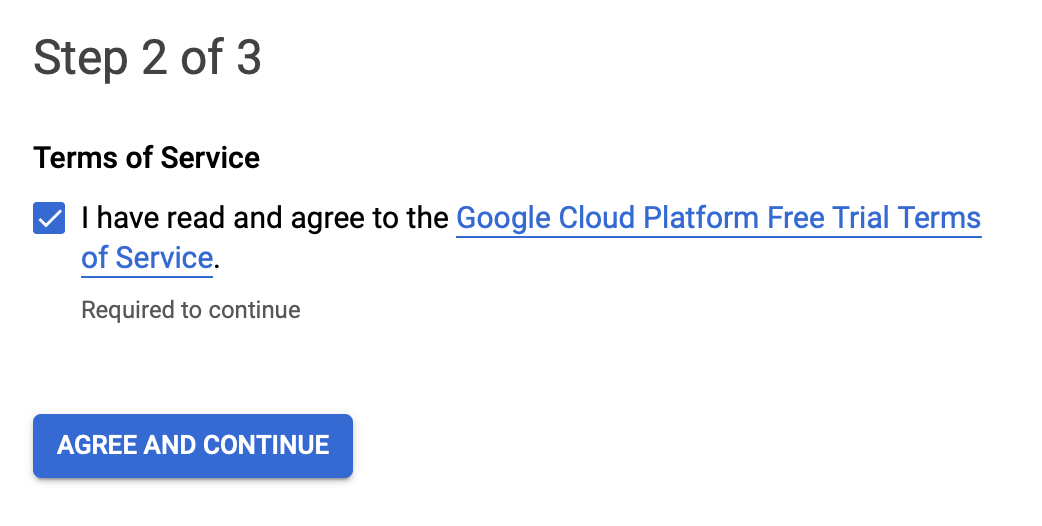 Step 2 of 3
Terms of Service
I have read and agree to the Google Cloud Platform Free Trial Terms
of Service.
Required to continue
AGREE AND CONTINUE